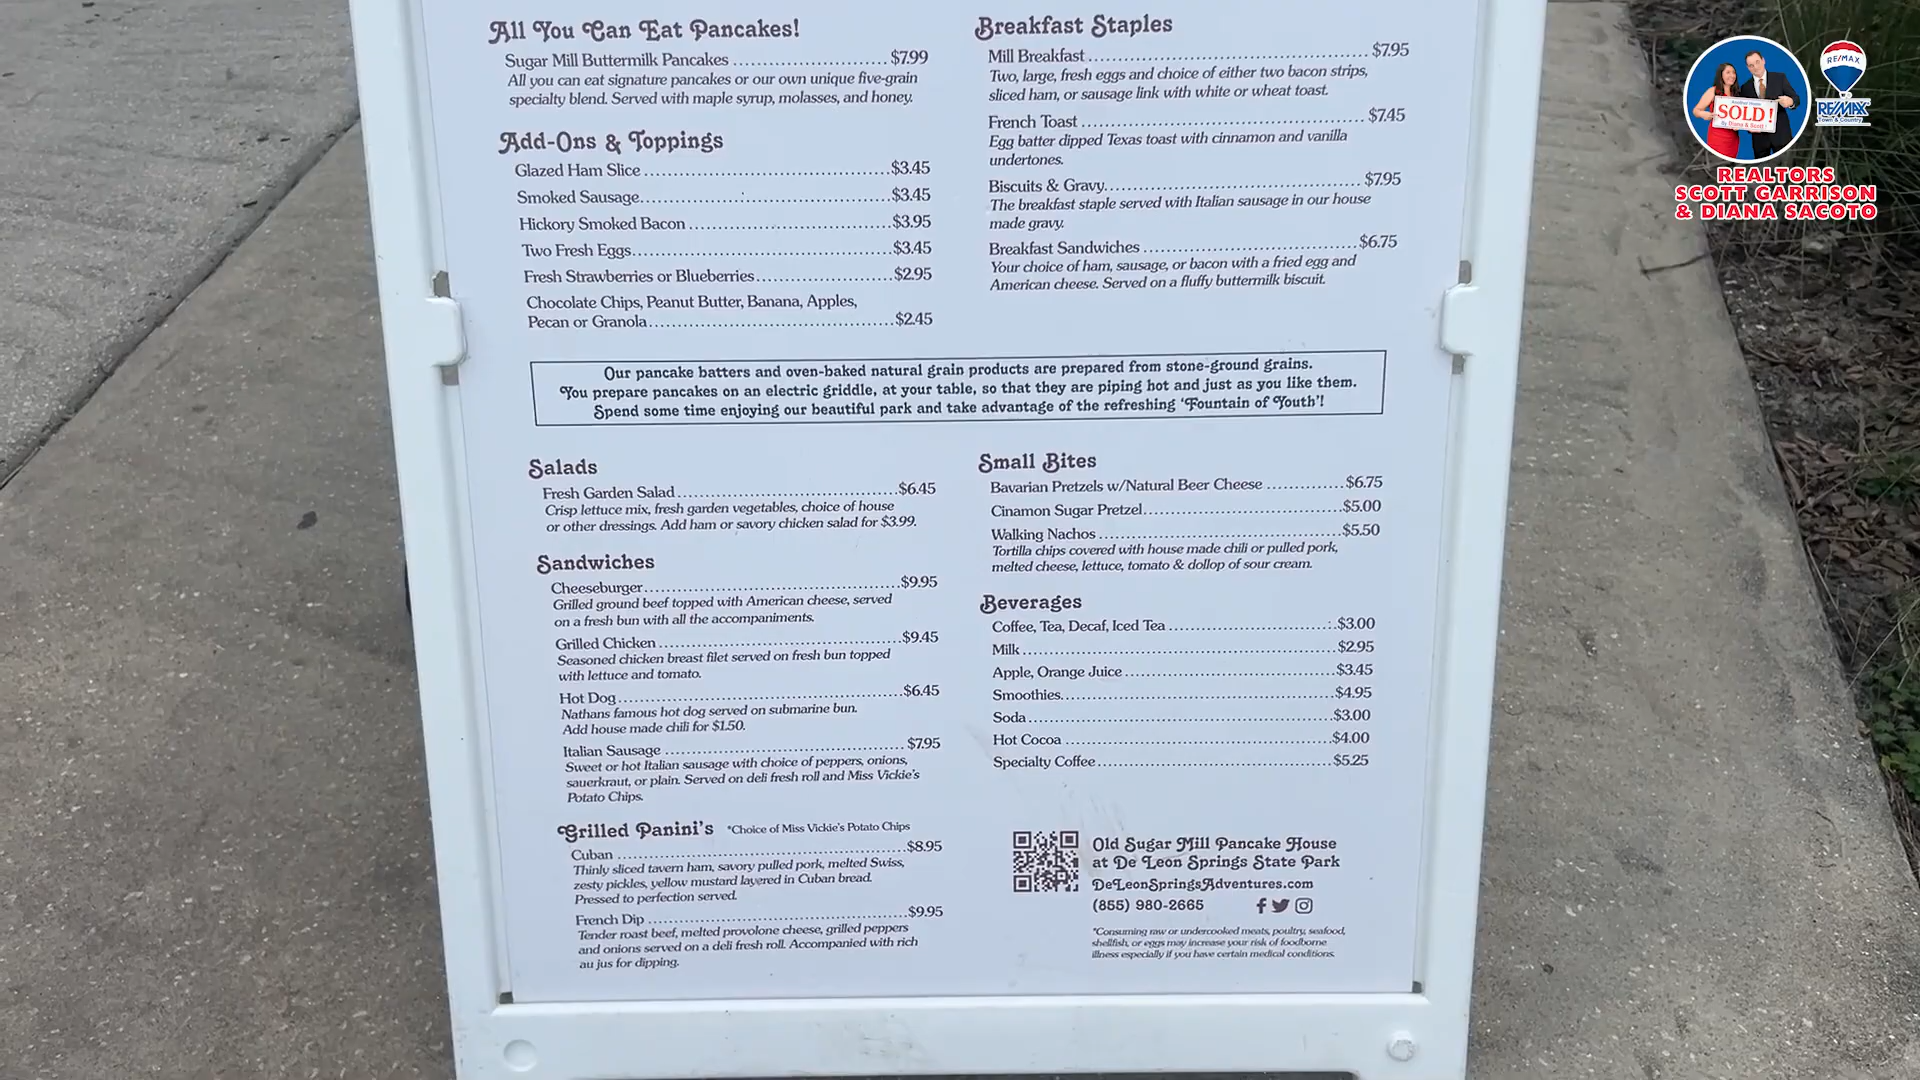 All You Can Eat Pancakes!
Sugar Mill Buttermilk Pancakes ........................ $7.99
All you can eat signature pancakes or our own unique five-grain
specialty blend. Served with maple syrup, molasses, and honey.
Add-Ons & Toppings
Glazed Ham Slice ........................ $3.45
Smoked Sausage ........................ $3.45
Hickory Smoked Bacon ........................ $3.95
Two Fresh Eggs ........................ $3.45
Fresh Strawberries or Blueberries ........................ $2.95
Chocolate Chips, Peanut Butter, Banana, Apples,
Pecan or Granola ........................ $2.45
Breakfast Staples
Mill Breakfast ........................ $7.95
Two, large, fresh eggs and choice of either two bacon strips,
sliced ham, or sausage link with white or wheat toast.
French Toast ........................ $7.45
Egg batter dipped Texas toast with cinnamon and vanilla
undertones.
Biscuits & Gravy ........................ $7.95
The breakfast staple served with Italian sausage in our house
made gravy.
Breakfast Sandwiches ........................ $6.75
Your choice of ham, sausage, or bacon with a fried egg and
American cheese. Served on a fluffy buttermilk biscuit.
Our pancake batters and oven-baked natural grain products are prepared from stone-ground grains.
You prepare pancakes on an electric griddle, at your table, so that they are piping hot and just as you like them.
Spend some time enjoying our beautiful park and take advantage of the refreshing 'Fountain of Youth'!
Salads
Fresh Garden Salad ........................ $6.45
Crisp lettuce mix, fresh garden vegetables, choice of house
or other dressings. Add ham or savory chicken salad for $3.99.
Sandwiches
Cheeseburger ........................ $9.95
Grilled ground beef topped with American cheese, served
on a fresh bun with all the accompaniments.
Grilled Chicken ........................ $9.45
Seasoned chicken breast filet served on fresh bun topped
with lettuce and tomato.
Hot Dog ........................ $6.45
Nathans famous hot dog served on submarine bun.
Add house made chili for $1.50.
Italian Sausage ........................ $7.95
Sweet or hot Italian sausage with choice of peppers, onions,
sauerkraut, or plain. Served on deli fresh roll and Miss Vickie's
Potato Chips.
Grilled Panini's *Choice of Miss Vickie's Potato Chips
Cuban ........................ $8.95
Thinly sliced tavern ham, savory pulled pork, melted Swiss,
zesty pickles, yellow mustard layered in Cuban bread.
Pressed to perfection served.
French Dip ........................ $9.95
Tender roast beef, melted provolone cheese, grilled peppers
and onions served on a deli fresh roll. Accompanied with rich
au jus for dipping.
Small Bites
Bavarian Pretzels w/Natural Beer Cheese ............. $6.75
Cinamon Sugar Pretzel ........................ $5.00
Walking Nachos ........................ $5.50
Tortilla chips covered with house made chili or pulled pork,
melted cheese, lettuce, tomato & dollop of sour cream.
Beverages
Coffee, Tea, Decaf, Iced Tea ........................ $3.00
Milk ........................ $2.95
Apple, Orange Juice ........................ $3.45
Smoothies ........................ $4.95
Soda ........................ $3.00
Hot Cocoa ........................ $4.00
Specialty Coffee ........................ $5.25
Old Sugar Mill Pancake House
at De Leon Springs State Park
DeLeonSpringsAdventures.com
(855) 980-2665
*Consuming raw or undercooked meats, poultry, seafood,
shellfish, or eggs may increase your risk of foodborne
illness especially if you have certain medical conditions.
Another Home
SOLD!
By Diana & Scott!
RE/MAX
RE/MAX
Town & Country
REALTORS
SCOTT GARRISON
& DIANA SACOTO